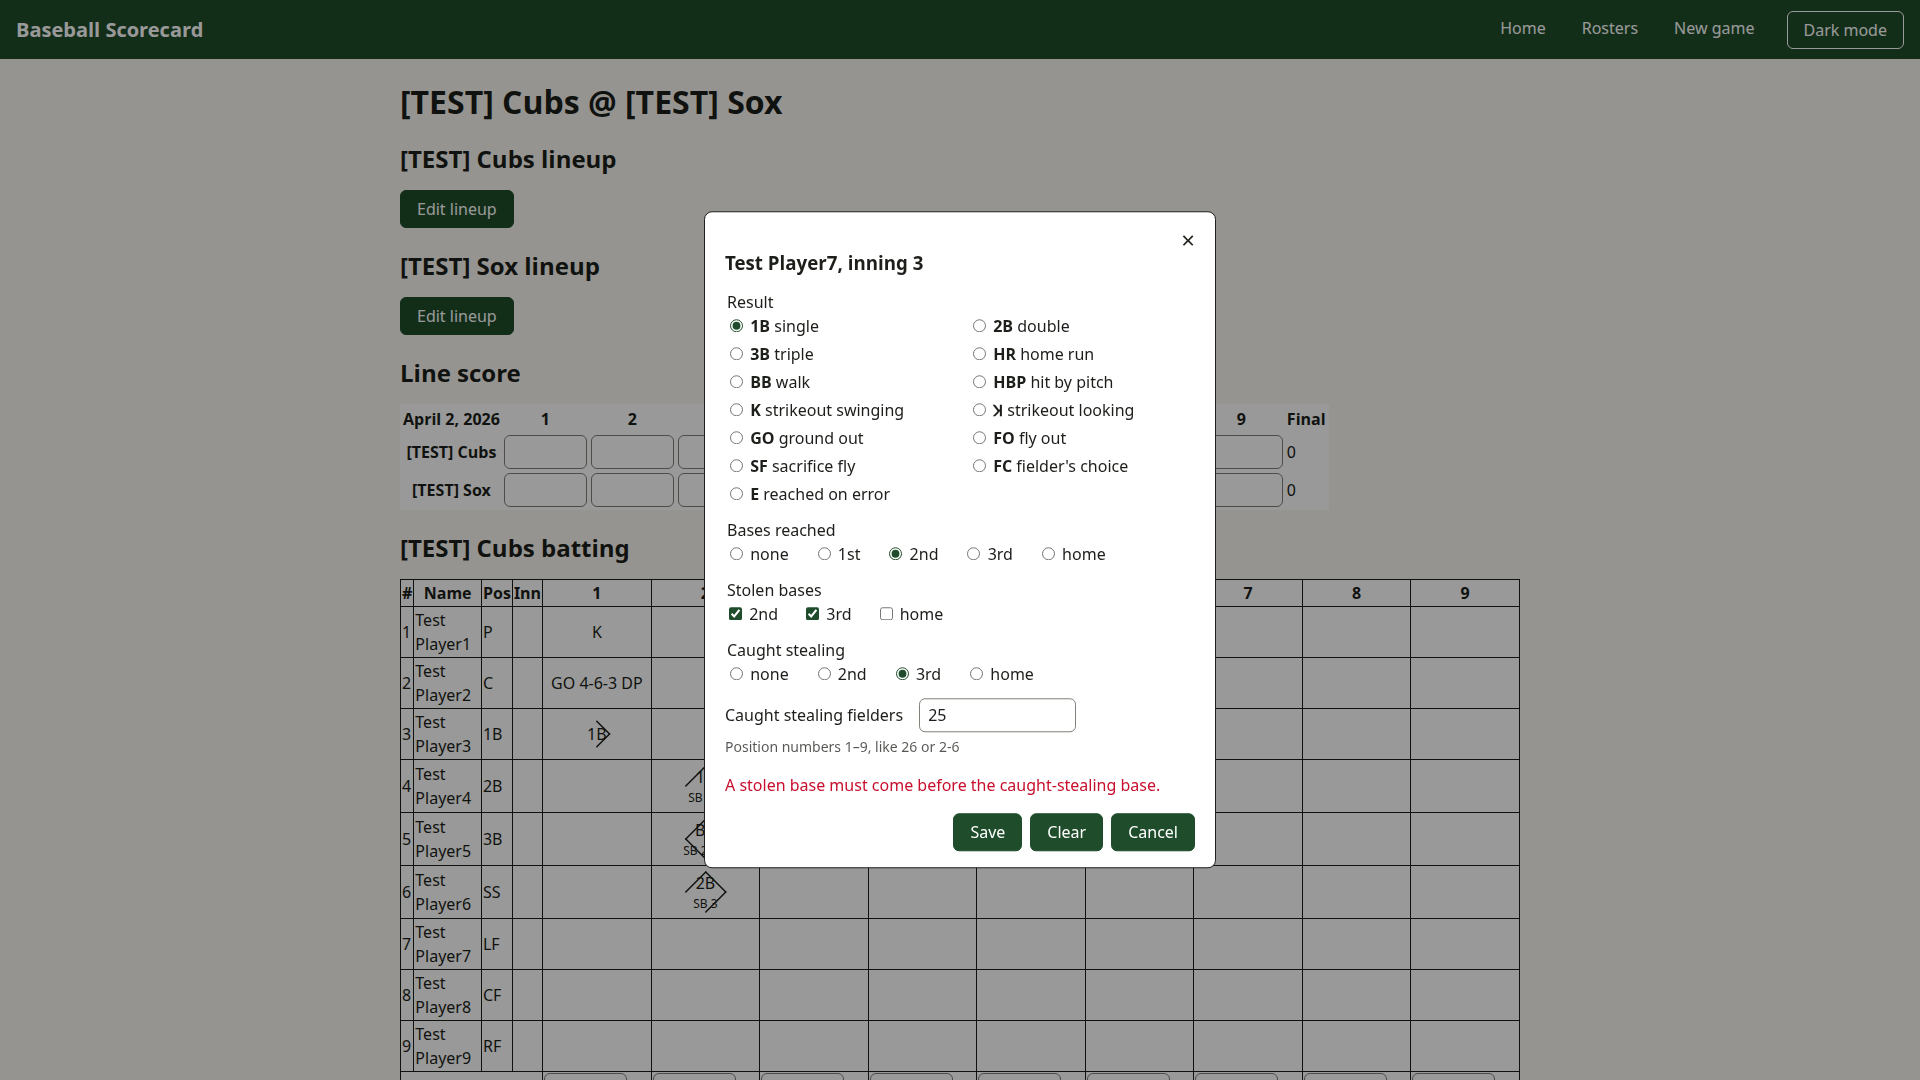 Baseball Scorecard
Home Rosters New game Dark mode
[TEST] Cubs @ [TEST] Sox
[TEST] Cubs lineup
Edit lineup
[TEST] Sox lineup
Edit lineup
Line score
April 2, 2026 1 2 9 Final
[TEST] Cubs 0
[TEST] Sox 0
[TEST] Cubs batting
# Name Pos Inn 1 7 8 9
1 Test Player1 P K
2 Test Player2 C GO 4-6-3 DP
3 Test Player3 1B 1B
4 Test Player4 2B SB
5 Test Player5 3B SB
6 Test Player6 SS 2B SB 3
7 Test Player7 LF
8 Test Player8 CF
9 Test Player9 RF
×
Test Player7, inning 3
Result
1B single 2B double
3B triple HR home run
BB walk HBP hit by pitch
K strikeout swinging ꓘ strikeout looking
GO ground out FO fly out
SF sacrifice fly FC fielder's choice
E reached on error
Bases reached
none 1st 2nd 3rd home
Stolen bases
2nd 3rd home
Caught stealing
none 2nd 3rd home
Caught stealing fielders 25
Position numbers 1–9, like 26 or 2-6
A stolen base must come before the caught-stealing base.
Save Clear Cancel